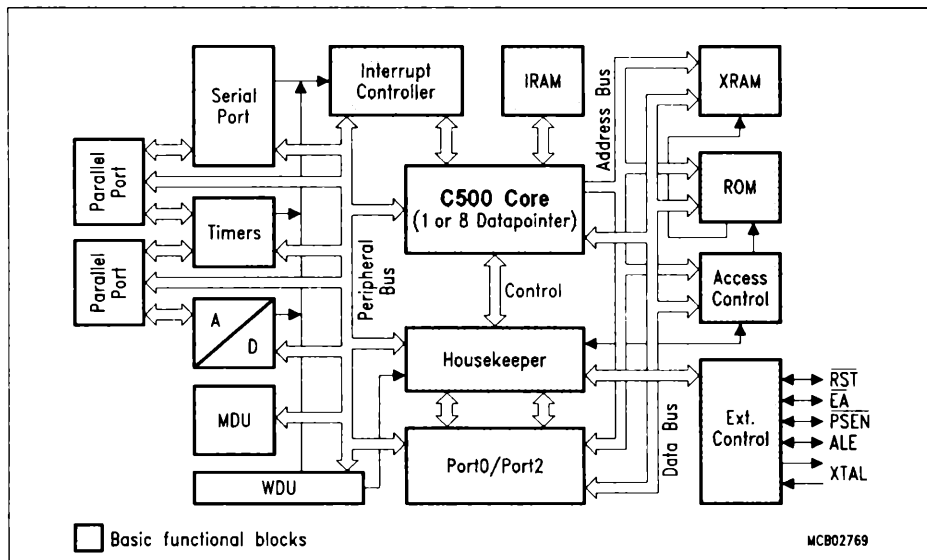 Serial
Port
Interrupt
Controller
IRAM
Address Bus
XRAM
Parallel
Port
C500 Core
(1 or 8 Datapointer)
ROM
Timers
Parallel
Port
Peripheral
Bus
Control
Access
Control
A
D
Housekeeper
RST
EA
PSEN
ALE
XTAL
MDU
Ext.
Control
Data Bus
Port0/Port2
WDU
Basic functional blocks
MCB02769